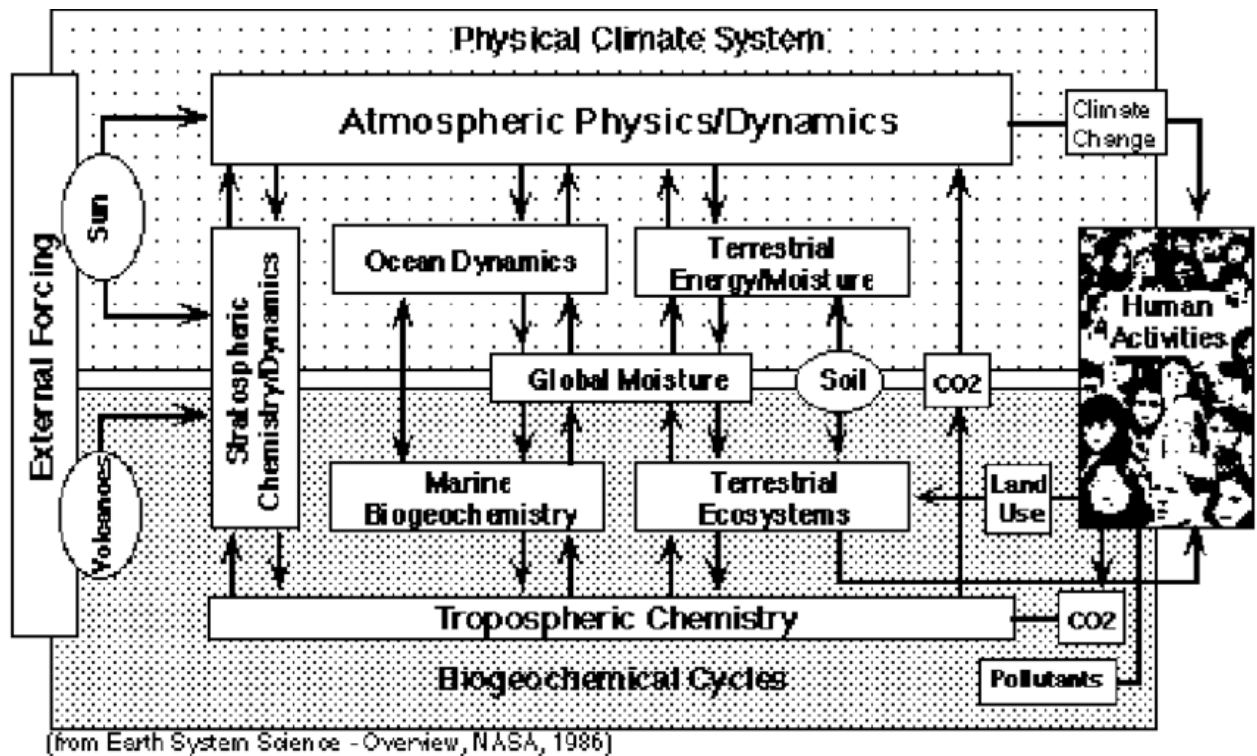 Physical Climate System
Atmospheric Physics/Dynamics
Climate
Change
External Forcing
Sun
Volcanoes
Stratospheric
Chemistry/Dynamics
Ocean Dynamics
Terrestrial
Energy/Moisture
Human
Activities
Global Moisture
Soil
CO2
Marine
Biogeochemistry
Terrestrial
Ecosystems
Land
Use
Tropospheric Chemistry
CO2
Biogeochemical Cycles
Pollutants
(from Earth System Science - Overview, NASA, 1986)